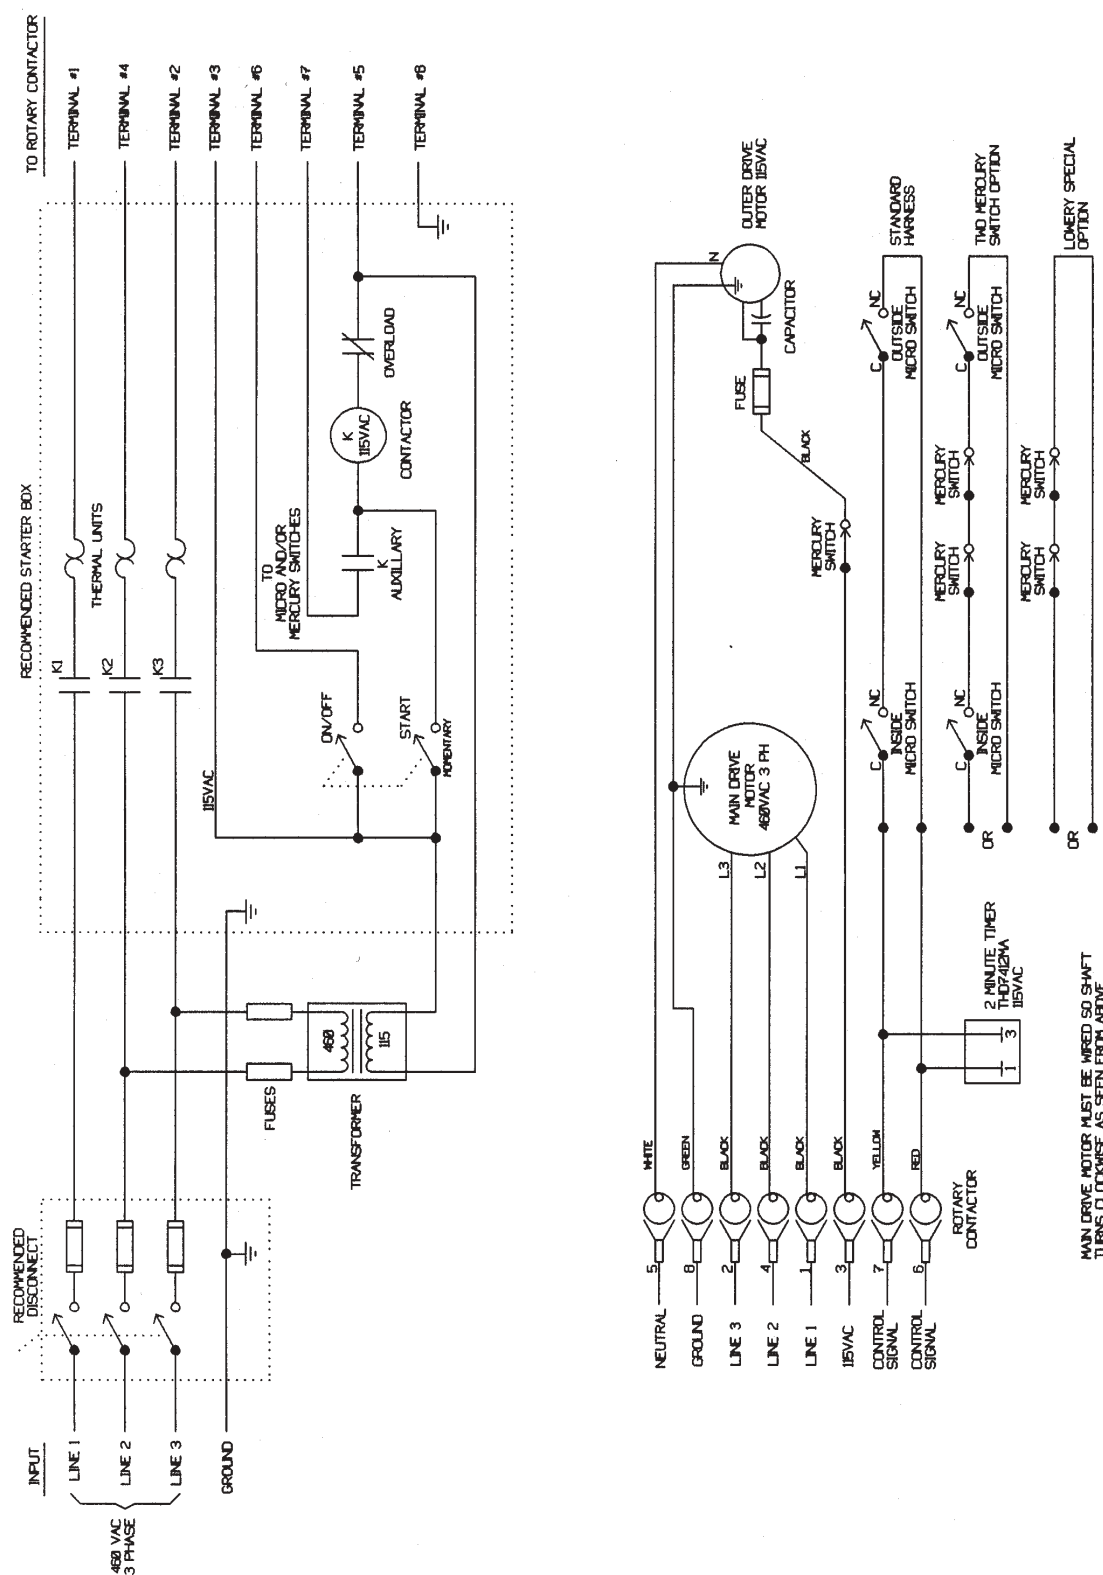 TO ROTARY CONTACTOR
TERMINAL #1
TERMINAL #4
TERMINAL #2
TERMINAL #3
TERMINAL #6
TERMINAL #7
TERMINAL #5
TERMINAL #8
RECOMMENDED STARTER BOX
K1
K2
K3
THERMAL UNITS
115VAC
TO
MICRO AND/OR
MERCURY SWITCHES
ON/OFF
START
MOMENTARY
K
AUXILLARY
K
115VAC
CONTACTOR
OVERLOAD
FUSES
460
115
TRANSFORMER
RECOMMENDED
DISCONNECT
INPUT
LINE 1
LINE 2
LINE 3
GROUND
460 VAC
3 PHASE
OUTER DRIVE
MOTOR 115VAC
N
CAPACITOR
FUSE
BLACK
MERCURY
SWITCH
MAIN DRIVE
MOTOR
460VAC 3 PH
L3
L2
L1
STANDARD
HARNESS
C
NC
OUTSIDE
MICRO SWITCH
C
NC
INSIDE
MICRO SWITCH
TWO MERCURY
SWITCH OPTION
C
NC
OUTSIDE
MICRO SWITCH
MERCURY
SWITCH
MERCURY
SWITCH
C
NC
INSIDE
MICRO SWITCH
OR
LOWERY SPECIAL
OPTION
MERCURY
SWITCH
MERCURY
SWITCH
OR
2 MINUTE TIMER
THD7412MA
115VAC
1
3
WHITE
GREEN
BLACK
BLACK
BLACK
BLACK
YELLOW
RED
5
8
2
4
1
3
7
6
NEUTRAL
GROUND
LINE 3
LINE 2
LINE 1
115VAC
CONTROL
SIGNAL
CONTROL
SIGNAL
ROTARY
CONTACTOR
MAIN DRIVE MOTOR MUST BE WIRED SO SHAFT
TURNS CLOCKWISE AS SEEN FROM ABOVE